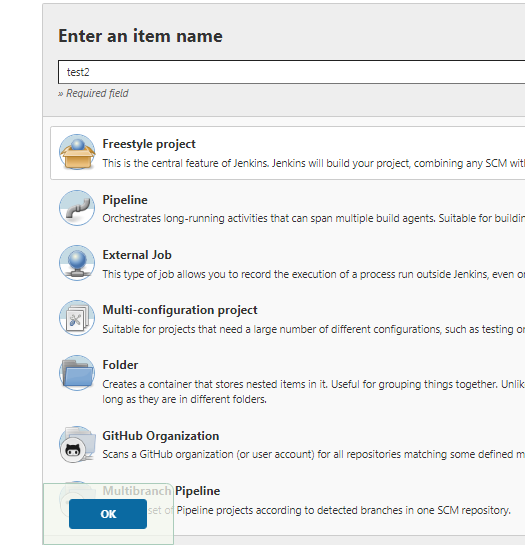 Enter an item name
test2
» Required field
Freestyle project
This is the central feature of Jenkins. Jenkins will build your project, combining any SCM wit
Pipeline
Orchestrates long-running activities that can span multiple build agents. Suitable for buildin
External Job
This type of job allows you to record the execution of a process run outside Jenkins, even o
Multi-configuration project
Suitable for projects that need a large number of different configurations, such as testing o
Folder
Creates a container that stores nested items in it. Useful for grouping things together. Unlik
long as they are in different folders.
GitHub Organization
Scans a GitHub organization (or user account) for all repositories matching some defined m
Multibranch Pipeline
set of Pipeline projects according to detected branches in one SCM repository.
OK